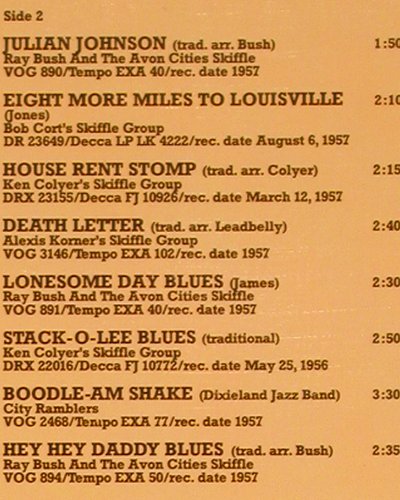 Side 2
JULIAN JOHNSON (trad. arr. Bush) 1:50
Ray Bush And The Avon Cities Skiffle
VOG 890/Tempo EXA 40/rec. date 1957
EIGHT MORE MILES TO LOUISVILLE 2:10
(Jones)
Bob Cort's Skiffle Group
DR 23649/Decca LP LK 4222/rec. date August 6, 1957
HOUSE RENT STOMP (trad. arr. Colyer) 2:15
Ken Colyer's Skiffle Group
DRX 23155/Decca FJ 10926/rec. date March 12, 1957
DEATH LETTER (trad. arr. Leadbelly) 2:40
Alexis Korner's Skiffle Group
VOG 3146/Tempo EXA 102/rec. date 1957
LONESOME DAY BLUES (James) 2:30
Ray Bush And The Avon Cities Skiffle
VOG 891/Tempo EXA 40/rec. date 1957
STACK-O-LEE BLUES (traditional) 2:50
Ken Colyer's Skiffle Group
DRX 22016/Decca FJ 10772/rec. date May 25, 1956
BOODLE-AM SHAKE (Dixieland Jazz Band) 3:30
City Ramblers
VOG 2468/Tempo EXA 77/rec. date 1957
HEY HEY DADDY BLUES (trad. arr. Bush) 2:35
Ray Bush And The Avon Cities Skiffle
VOG 894/Tempo EXA 50/rec. date 1957